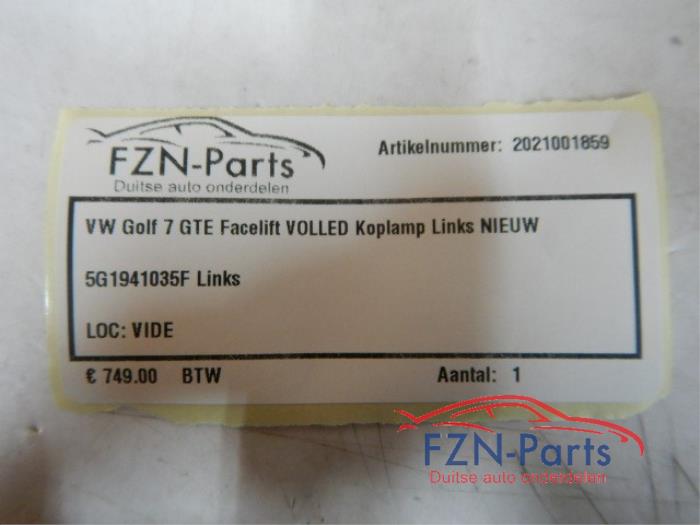 FZN-Parts
Duitse auto onderdelen
Artikelnummer: 2021001859
VW Golf 7 GTE Facelift VOLLED Koplamp Links NIEUW
5G1941035F Links
LOC: VIDE
€ 749.00 BTW
Aantal: 1
FZN-Parts
Duitse auto onderdelen